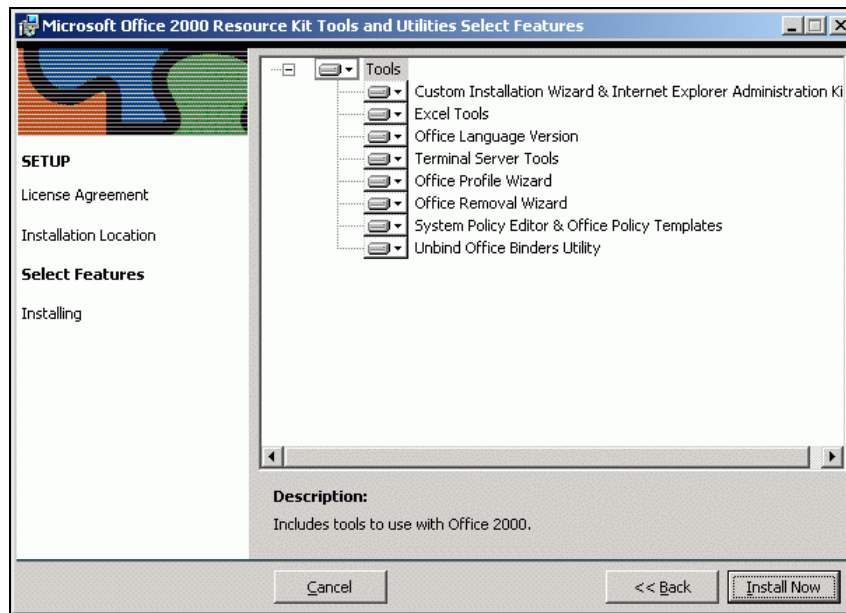 Microsoft Office 2000 Resource Kit Tools and Utilities Select Features
Tools
Custom Installation Wizard & Internet Explorer Administration Ki
Excel Tools
Office Language Version
Terminal Server Tools
Office Profile Wizard
Office Removal Wizard
System Policy Editor & Office Policy Templates
Unbind Office Binders Utility
SETUP
License Agreement
Installation Location
Select Features
Installing
Description:
Includes tools to use with Office 2000.
Cancel
<< Back
Install Now